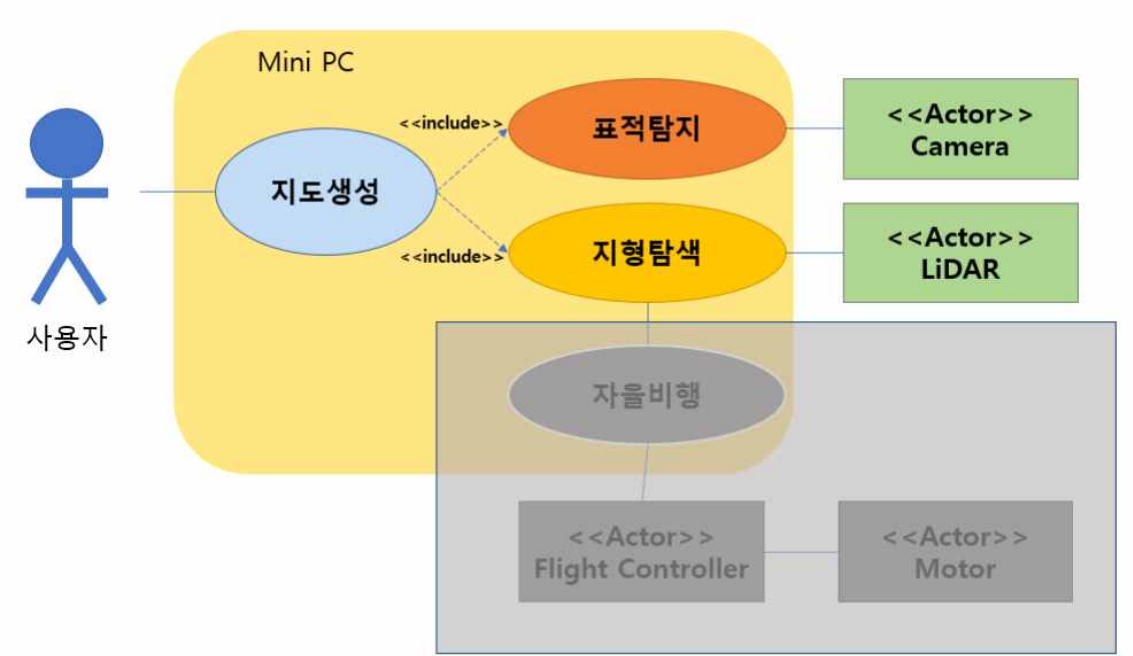 Mini PC
<<include>>
표적탐지
<<Actor>>
Camera
지도생성
<<include>>
지형탐색
<<Actor>>
LiDAR
사용자
자율비행
<<Actor>>
Flight Controller
<<Actor>>
Motor